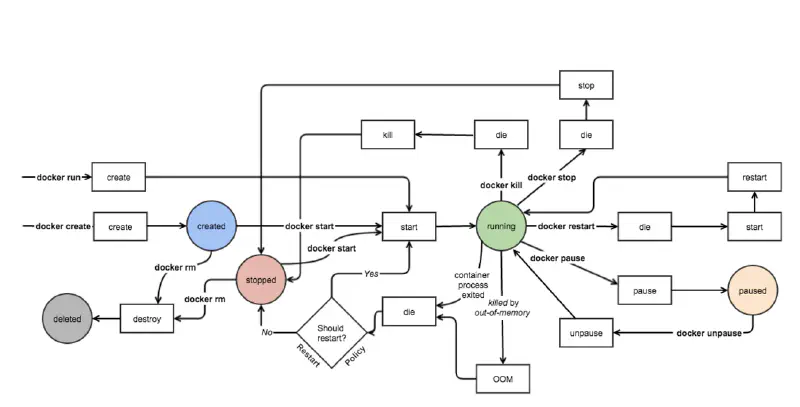 stop
kill
die
die
docker kill
docker stop
docker run
create
restart
docker create
create
created
docker start
start
running
docker restart
die
start
docker start
docker rm
stopped
Yes
container
process
exited
docker pause
docker rm
killed by
out-of-memory
pause
paused
deleted
destroy
No
Should
restart?
Restart
Policy
die
unpause
docker unpause
OOM